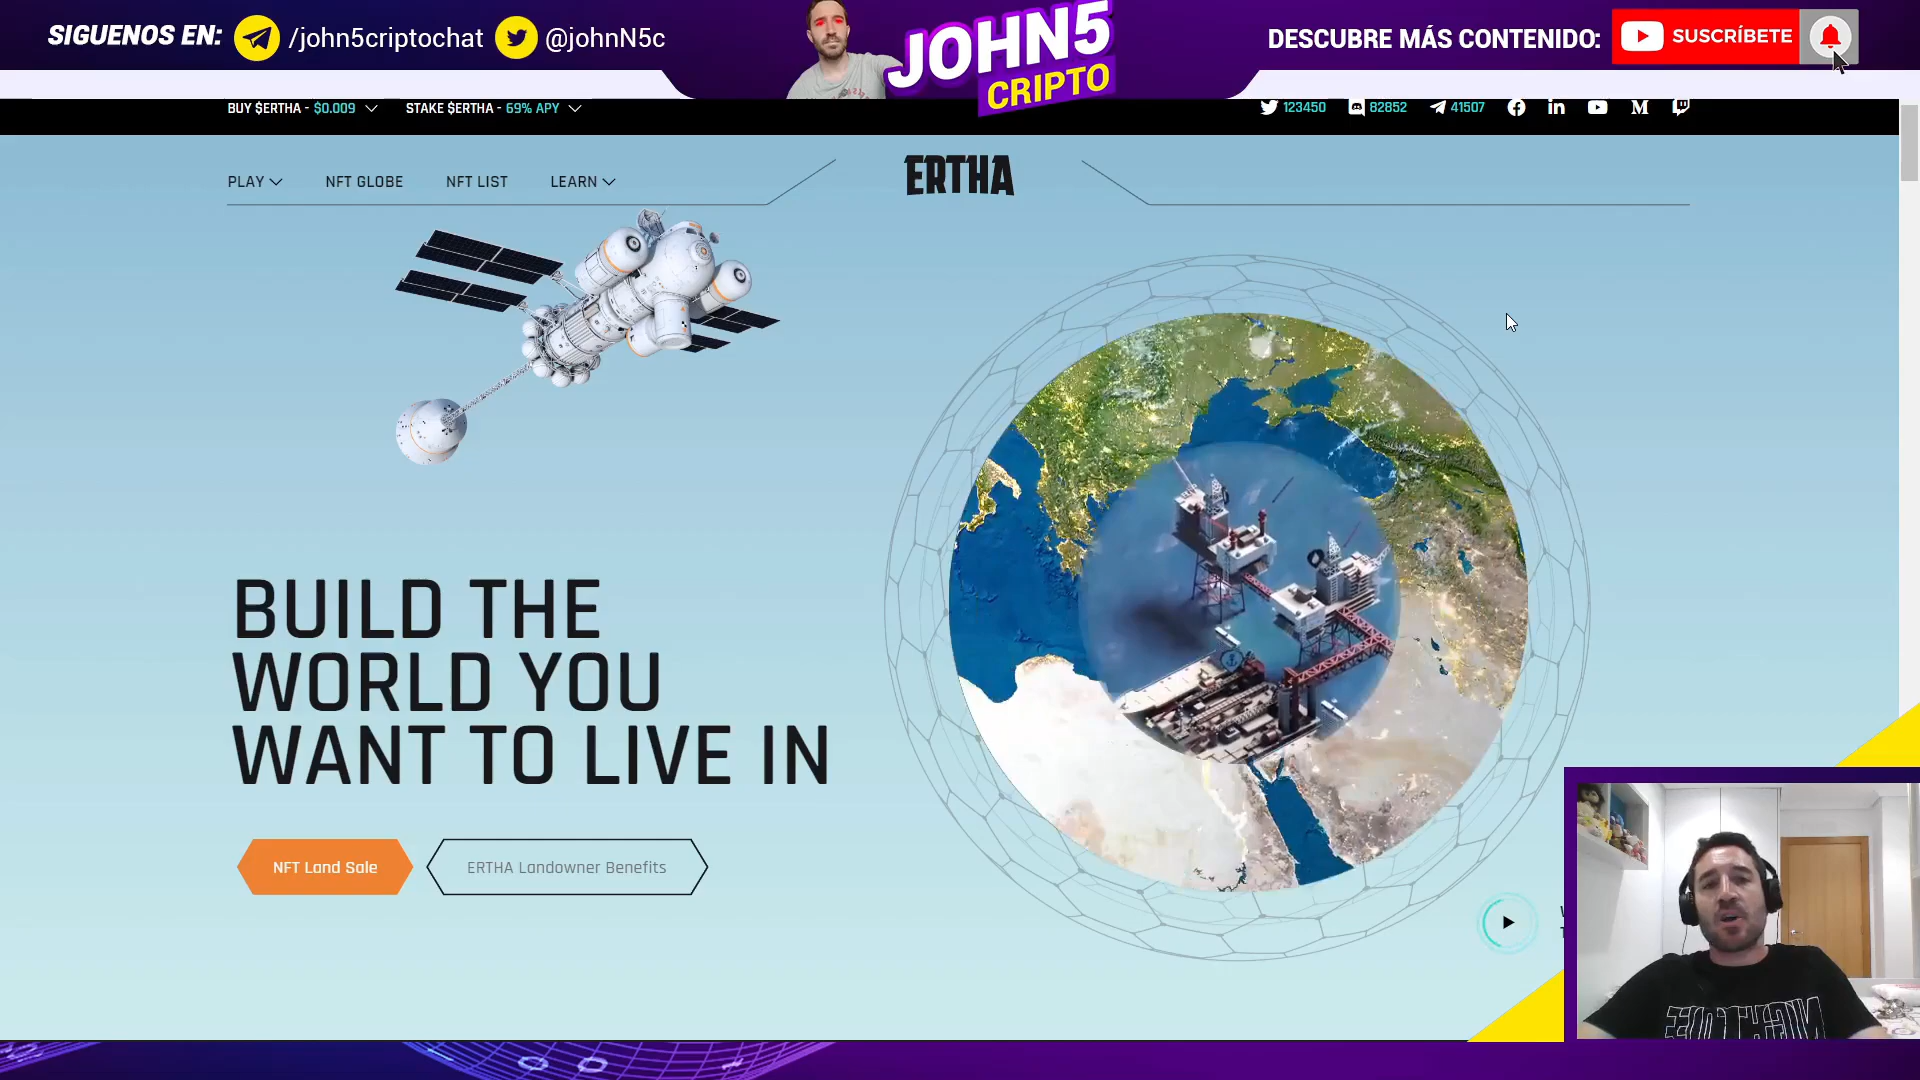 SIGUENOS EN: /john5criptochat @johnN5c
JOHN5
CRIPTO
DESCUBRE MÁS CONTENIDO: SUSCRÍBETE
BUY $ERTHA - $0.009 STAKE $ERTHA - 69% APY
123450 82852 41507
PLAY NFT GLOBE NFT LIST LEARN
ERTHA
BUILD THE
WORLD YOU
WANT TO LIVE IN
NFT Land Sale
ERTHA Landowner Benefits